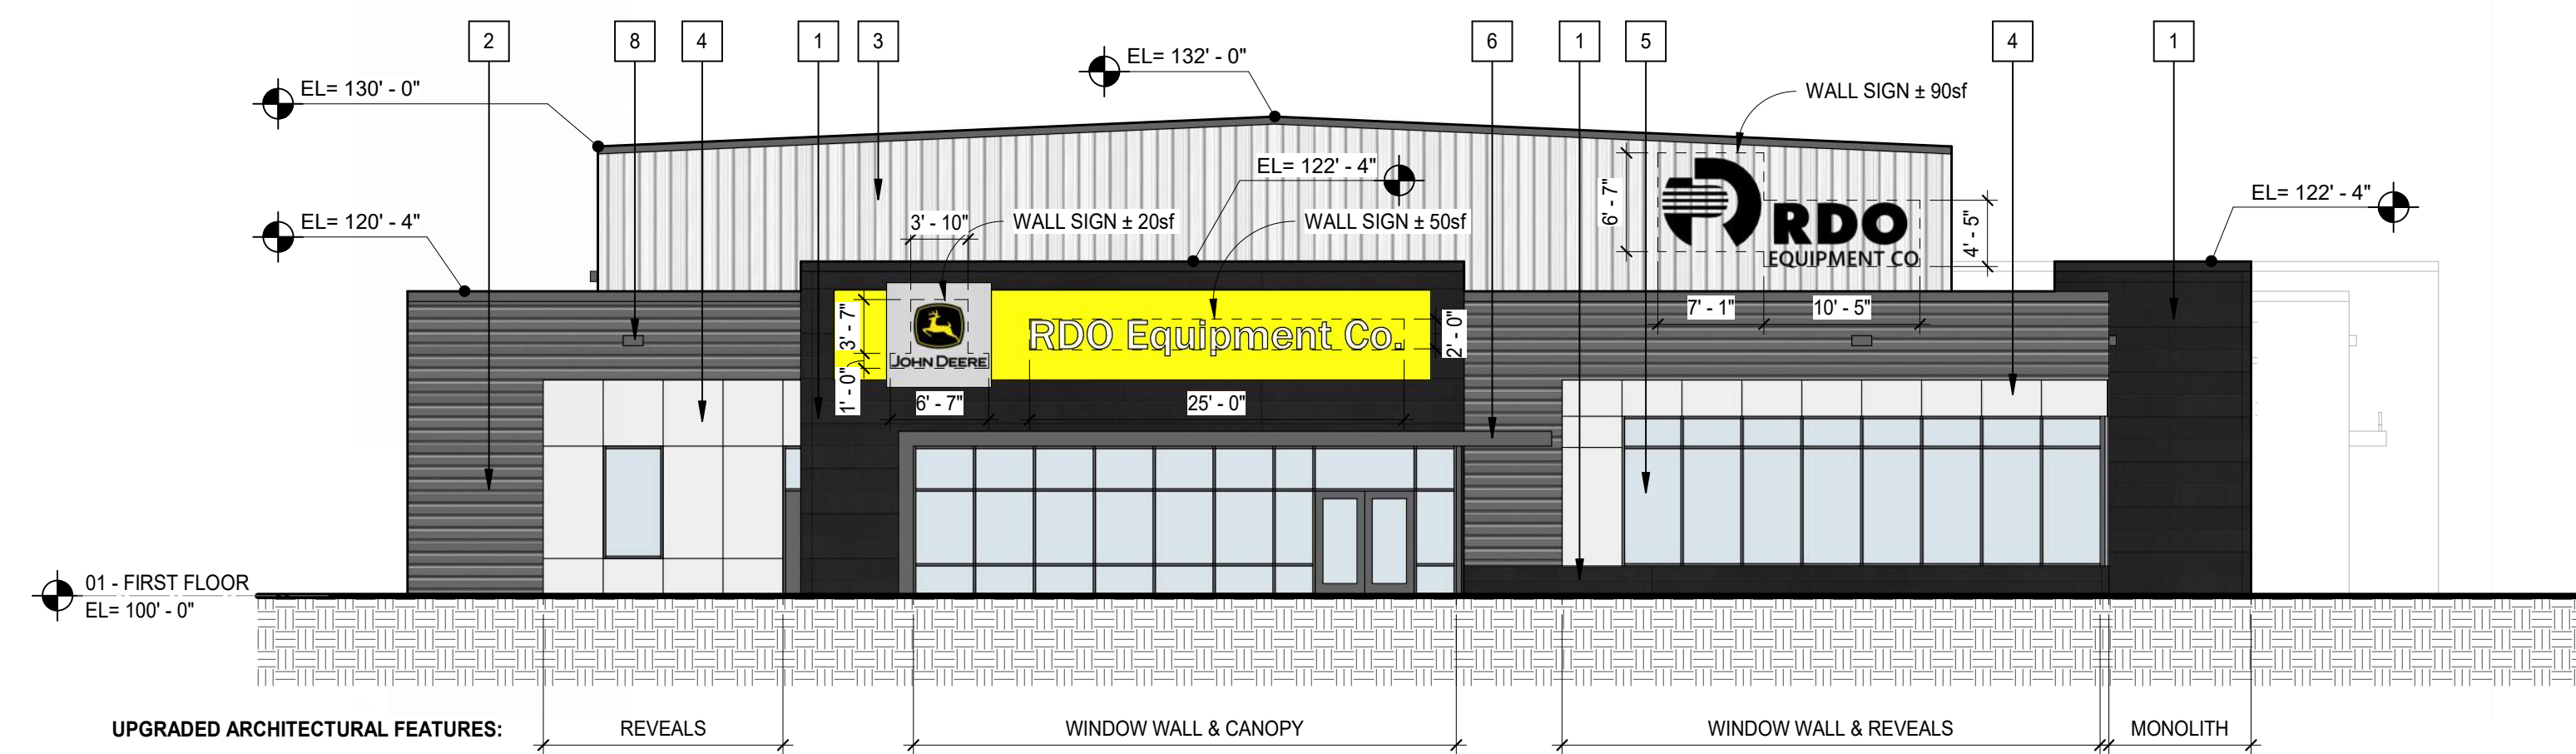 2
8
4
1
3
6
1
5
4
1
EL= 132' - 0"
EL= 130' - 0"
WALL SIGN ± 90sf
EL= 122' - 4"
EL= 122' - 4"
EL= 120' - 4"
3' - 10"
WALL SIGN ± 20sf
WALL SIGN ± 50sf
6' - 7"
4' - 5"
RDO
EQUIPMENT CO
7' - 1"
10' - 5"
3' - 7"
1' - 0"
JOHN DEERE
RDO Equipment Co.
2' - 0"
6' - 7"
25' - 0"
01 - FIRST FLOOR
EL= 100' - 0"
UPGRADED ARCHITECTURAL FEATURES:
REVEALS
WINDOW WALL & CANOPY
WINDOW WALL & REVEALS
MONOLITH